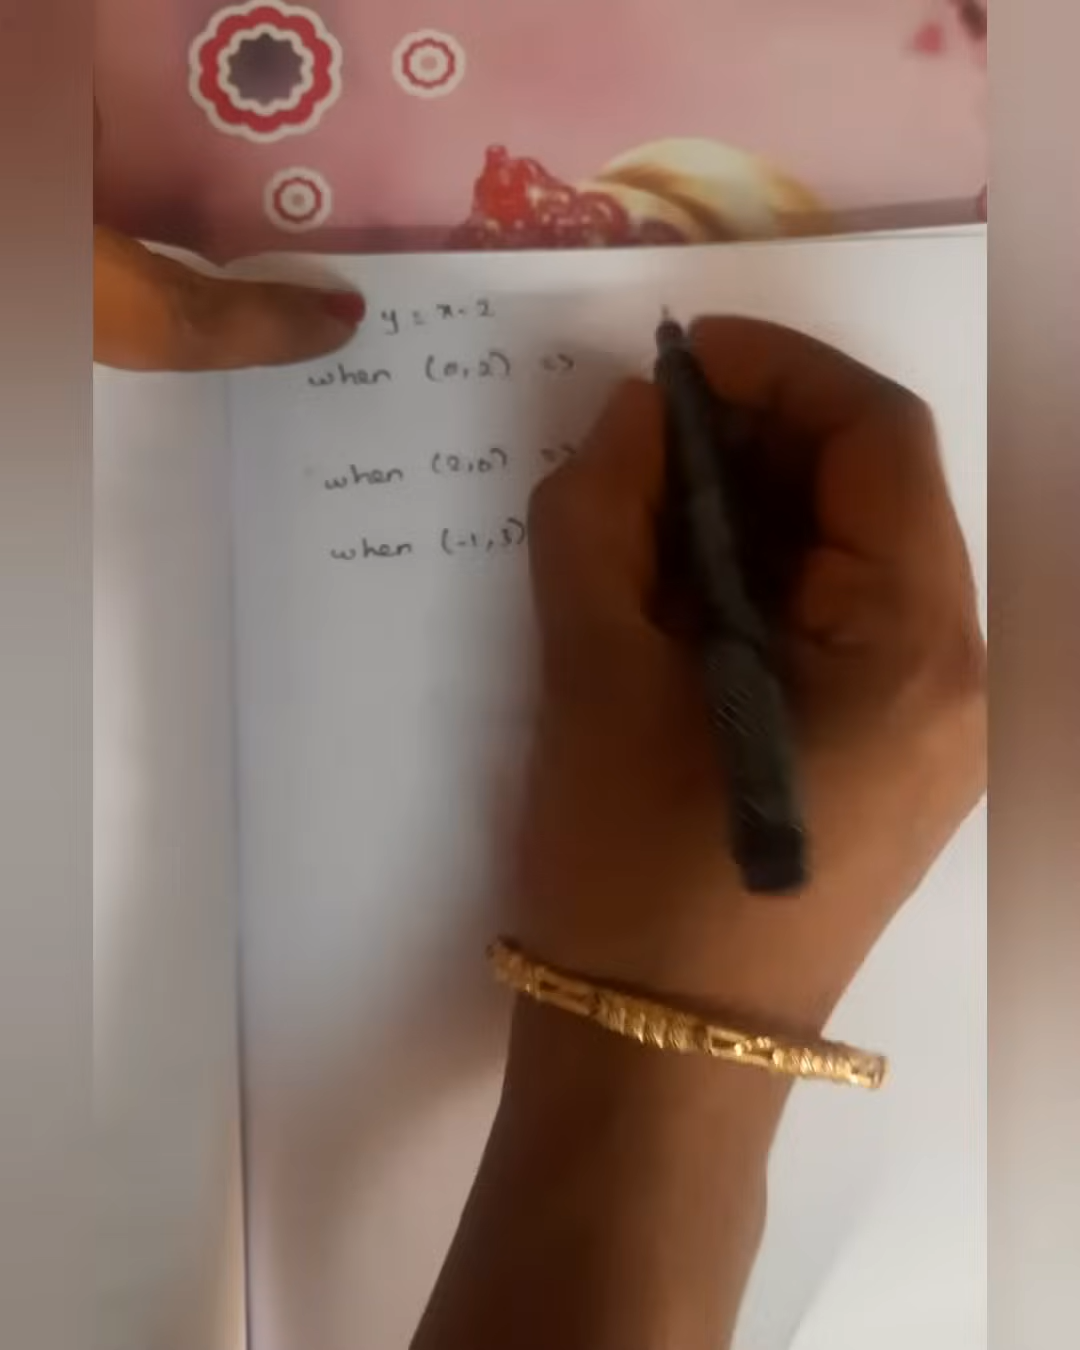 y = x - 2
when (0, 2) =>
when (2, 0) =>
when (-1, 3)